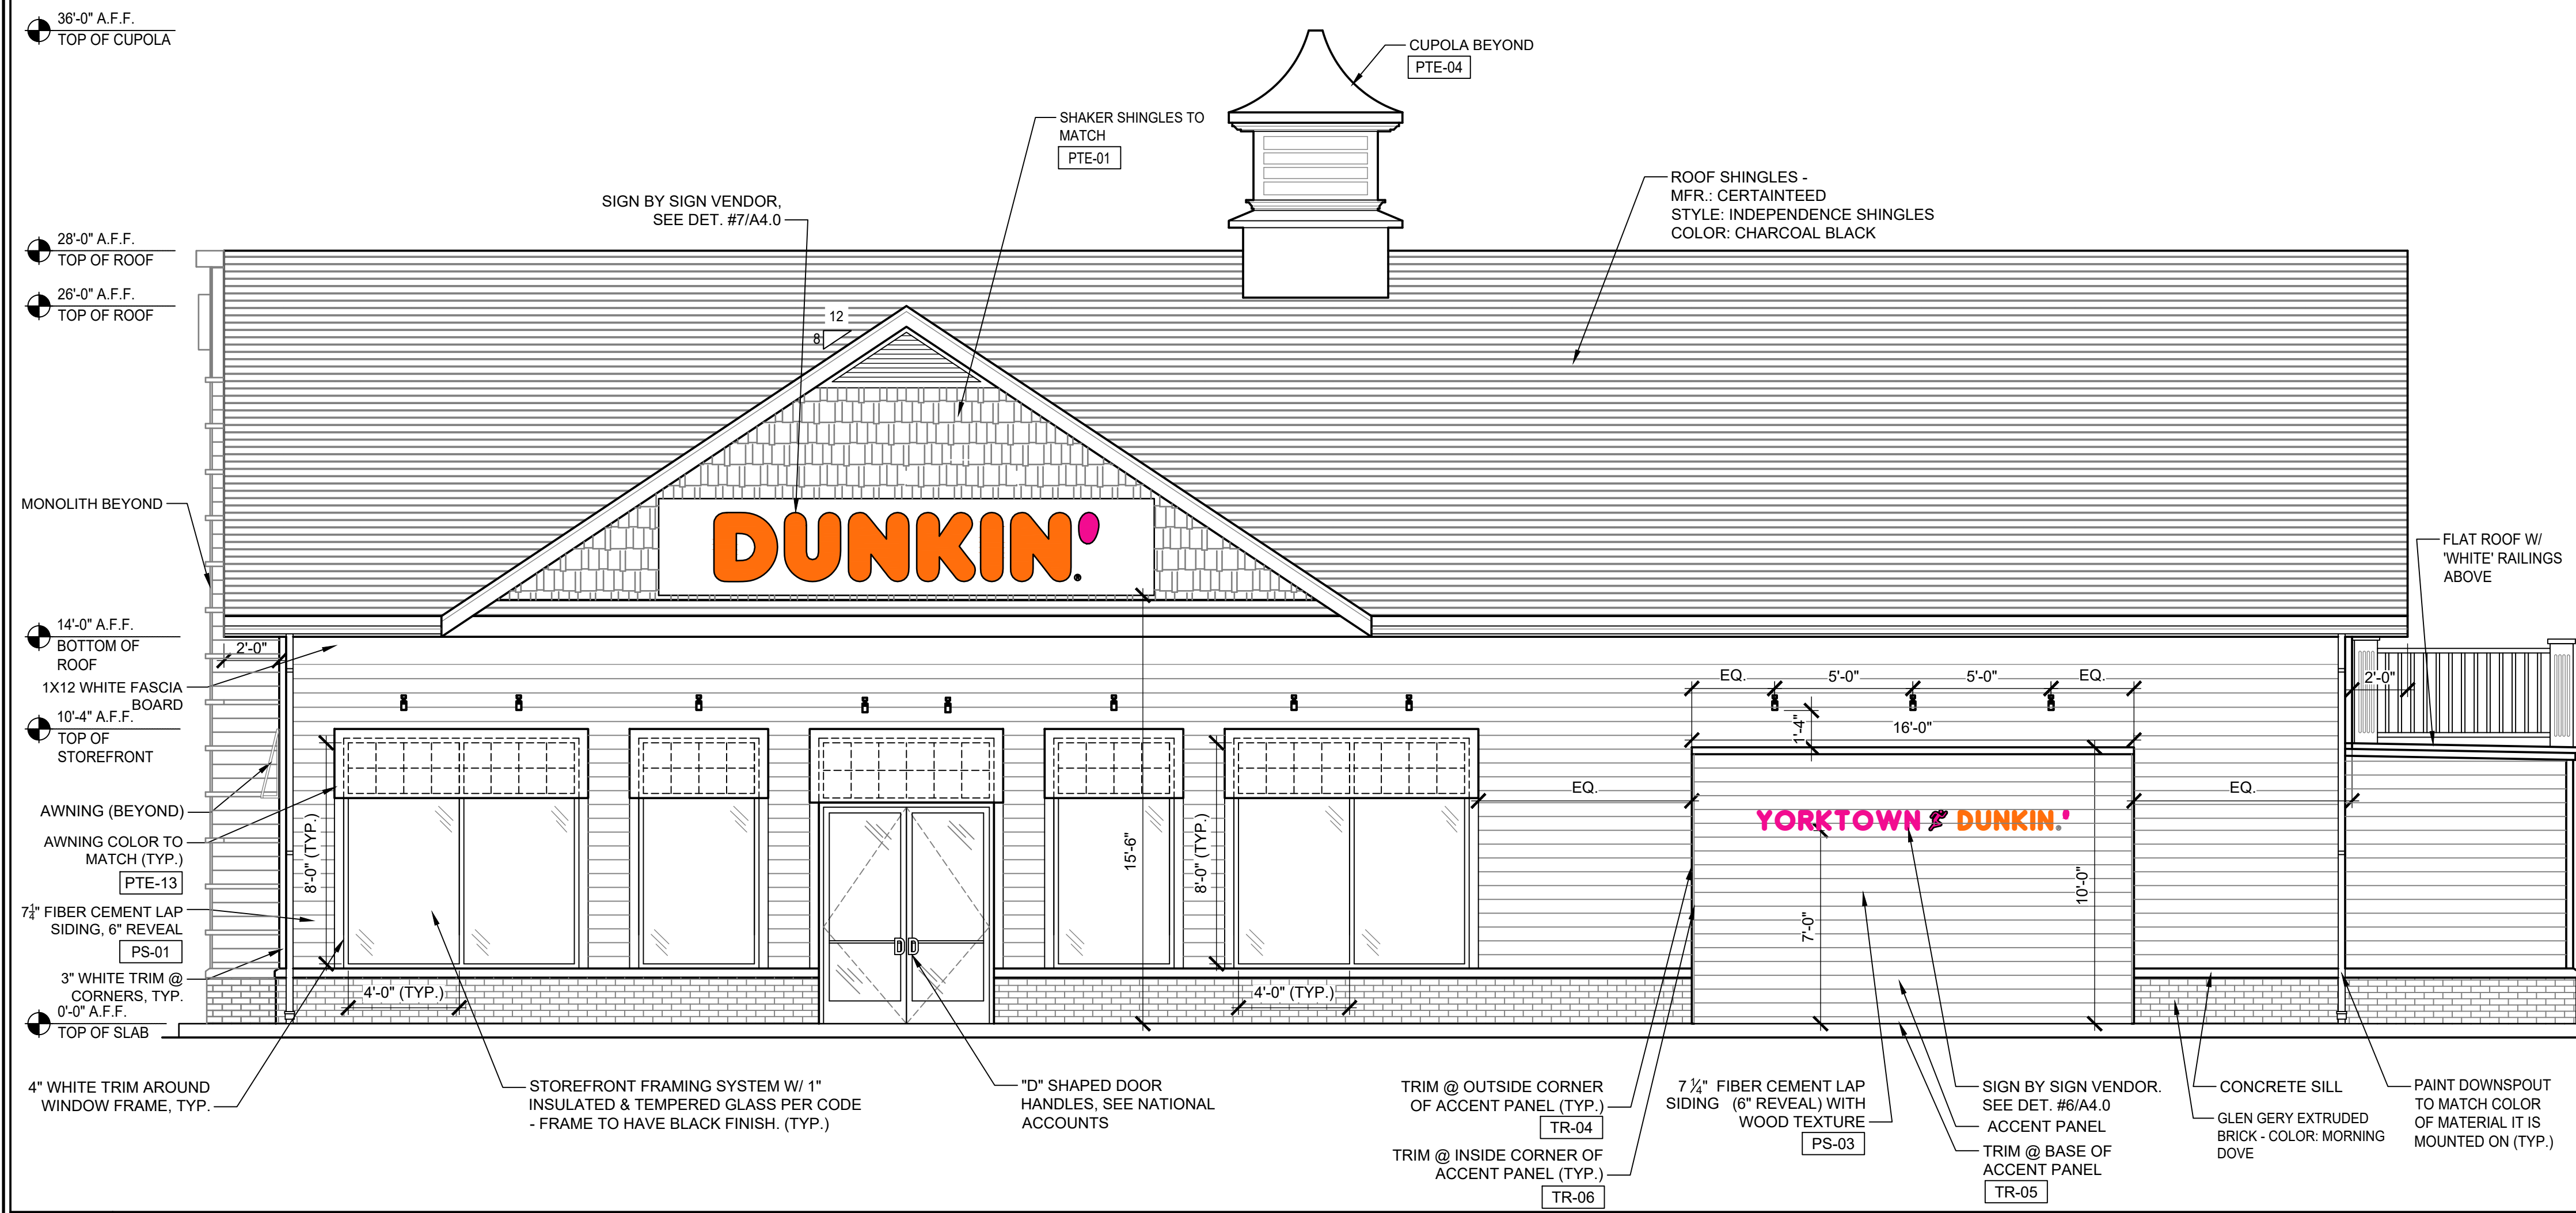 36'-0" A.F.F.
TOP OF CUPOLA
CUPOLA BEYOND
PTE-04
SHAKER SHINGLES TO
MATCH
PTE-01
ROOF SHINGLES -
MFR.: CERTAINTEED
STYLE: INDEPENDENCE SHINGLES
COLOR: CHARCOAL BLACK
SIGN BY SIGN VENDOR,
SEE DET. #7/A4.0
28'-0" A.F.F.
TOP OF ROOF
26'-0" A.F.F.
TOP OF ROOF
12
8
MONOLITH BEYOND
DUNKIN'®
FLAT ROOF W/
'WHITE' RAILINGS
ABOVE
14'-0" A.F.F.
BOTTOM OF
ROOF
2'-0"
1X12 WHITE FASCIA
BOARD
10'-4" A.F.F.
TOP OF
STOREFRONT
EQ.
5'-0"
5'-0"
EQ.
2'-0"
1'-4"
16'-0"
AWNING (BEYOND)
AWNING COLOR TO
MATCH (TYP.)
PTE-13
8'-0" (TYP.)
15'-6"
8'-0" (TYP.)
EQ.
EQ.
YORKTOWN DUNKIN'®
7'-0"
10'-0"
7¼" FIBER CEMENT LAP
SIDING, 6" REVEAL
PS-01
3" WHITE TRIM @
CORNERS, TYP.
4'-0" (TYP.)
4'-0" (TYP.)
0'-0" A.F.F.
TOP OF SLAB
4" WHITE TRIM AROUND
WINDOW FRAME, TYP.
STOREFRONT FRAMING SYSTEM W/ 1"
INSULATED & TEMPERED GLASS PER CODE
- FRAME TO HAVE BLACK FINISH. (TYP.)
"D" SHAPED DOOR
HANDLES, SEE NATIONAL
ACCOUNTS
TRIM @ OUTSIDE CORNER
OF ACCENT PANEL (TYP.)
TR-04
TRIM @ INSIDE CORNER OF
ACCENT PANEL (TYP.)
TR-06
7 ¼" FIBER CEMENT LAP
SIDING (6" REVEAL) WITH
WOOD TEXTURE
PS-03
SIGN BY SIGN VENDOR.
SEE DET. #6/A4.0
ACCENT PANEL
TRIM @ BASE OF
ACCENT PANEL
TR-05
CONCRETE SILL
GLEN GERY EXTRUDED
BRICK - COLOR: MORNING
DOVE
PAINT DOWNSPOUT
TO MATCH COLOR
OF MATERIAL IT IS
MOUNTED ON (TYP.)